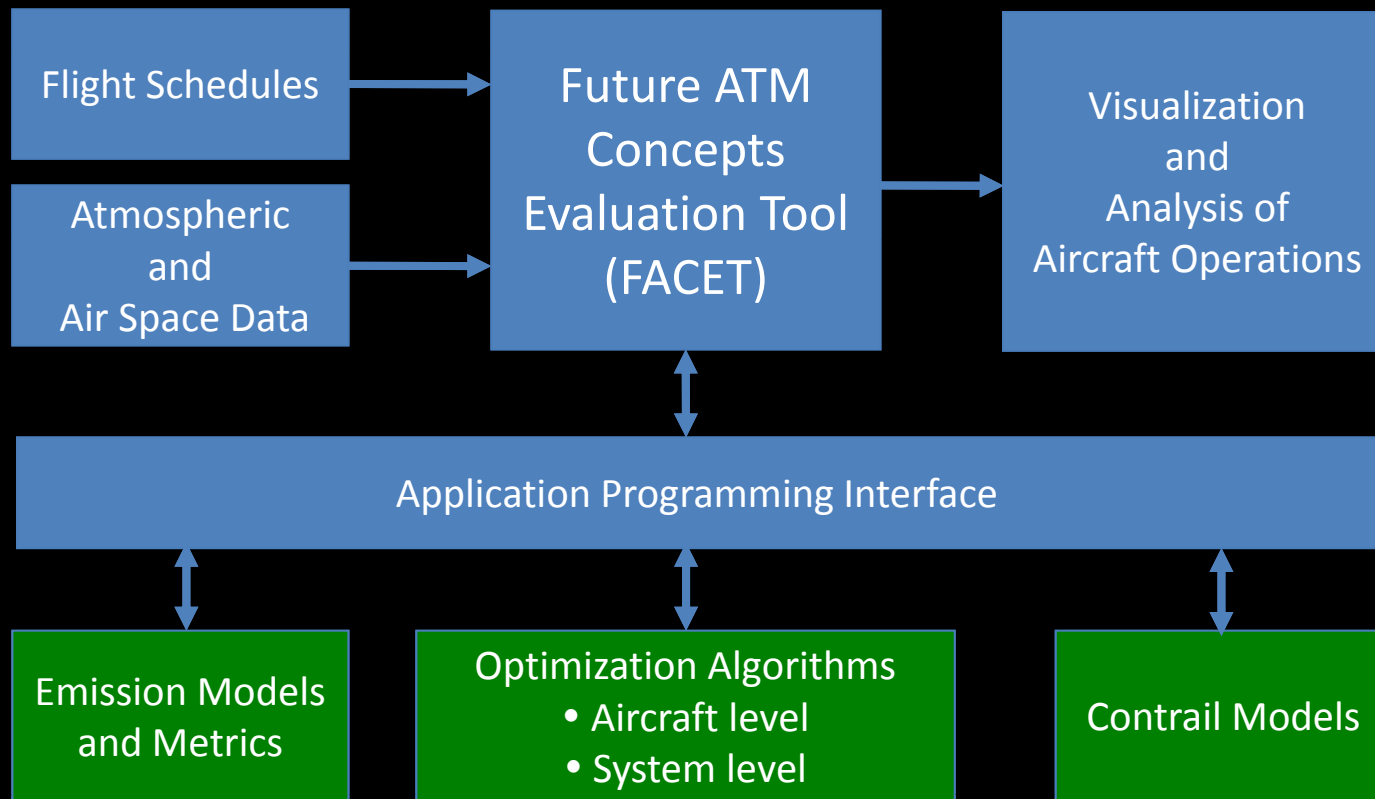 Flight Schedules
Atmospheric
and
Air Space Data
Future ATM
Concepts
Evaluation Tool
(FACET)
Visualization
and
Analysis of
Aircraft Operations
Application Programming Interface
Emission Models
and Metrics
Optimization Algorithms
• Aircraft level
• System level
Contrail Models